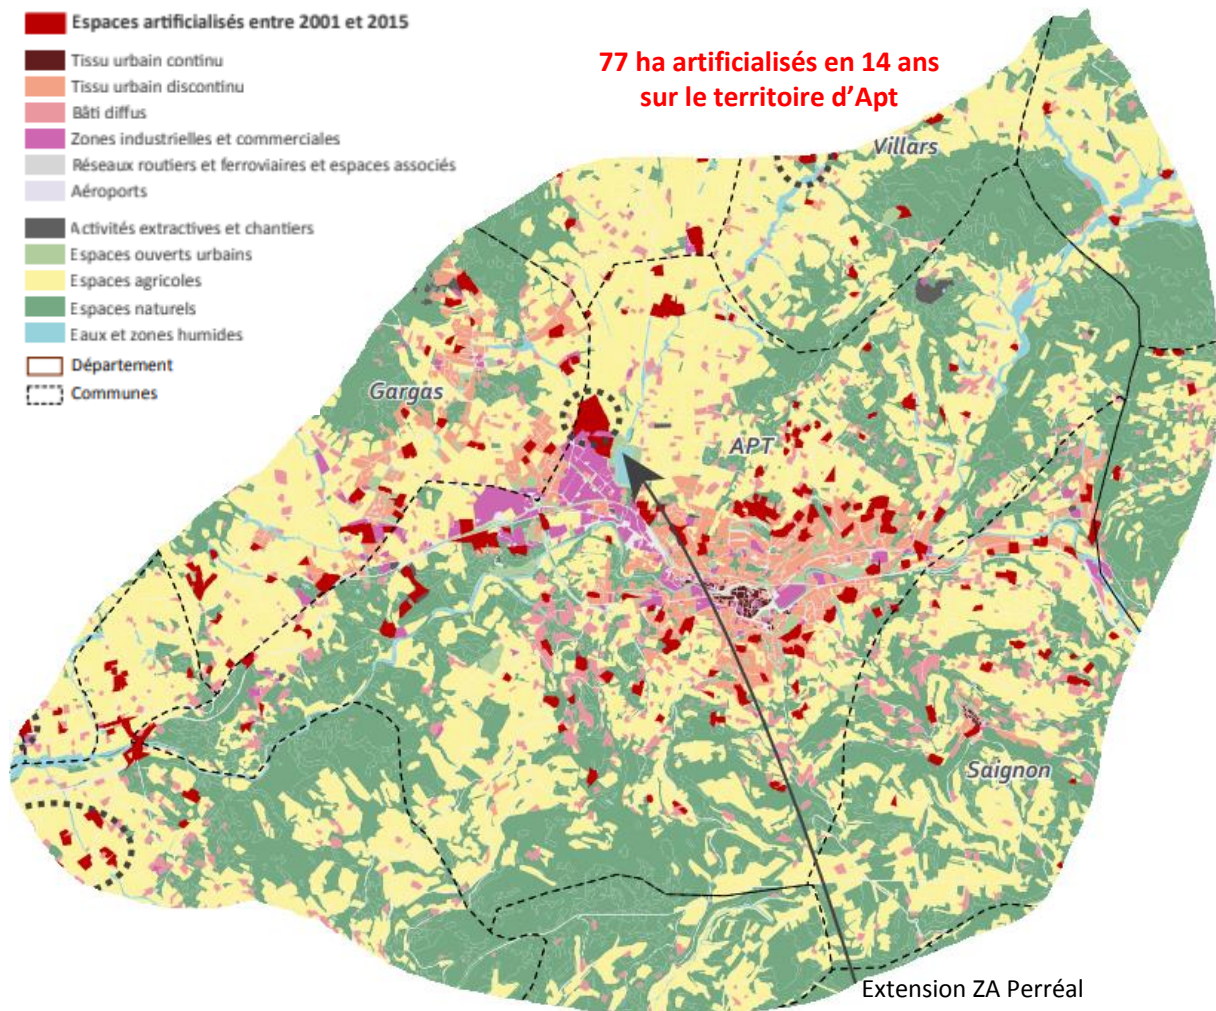 Espaces artificialisés entre 2001 et 2015
Tissu urbain continu
Tissu urbain discontinu
Bâti diffus
Zones industrielles et commerciales
Réseaux routiers et ferroviaires et espaces associés
Aéroports
Activités extractives et chantiers
Espaces ouverts urbains
Espaces agricoles
Espaces naturels
Eaux et zones humides
Département
Communes
77 ha artificialisés en 14 ans
sur le territoire d'Apt
Villars
Gargas
APT
Saignon
Extension ZA Perréal